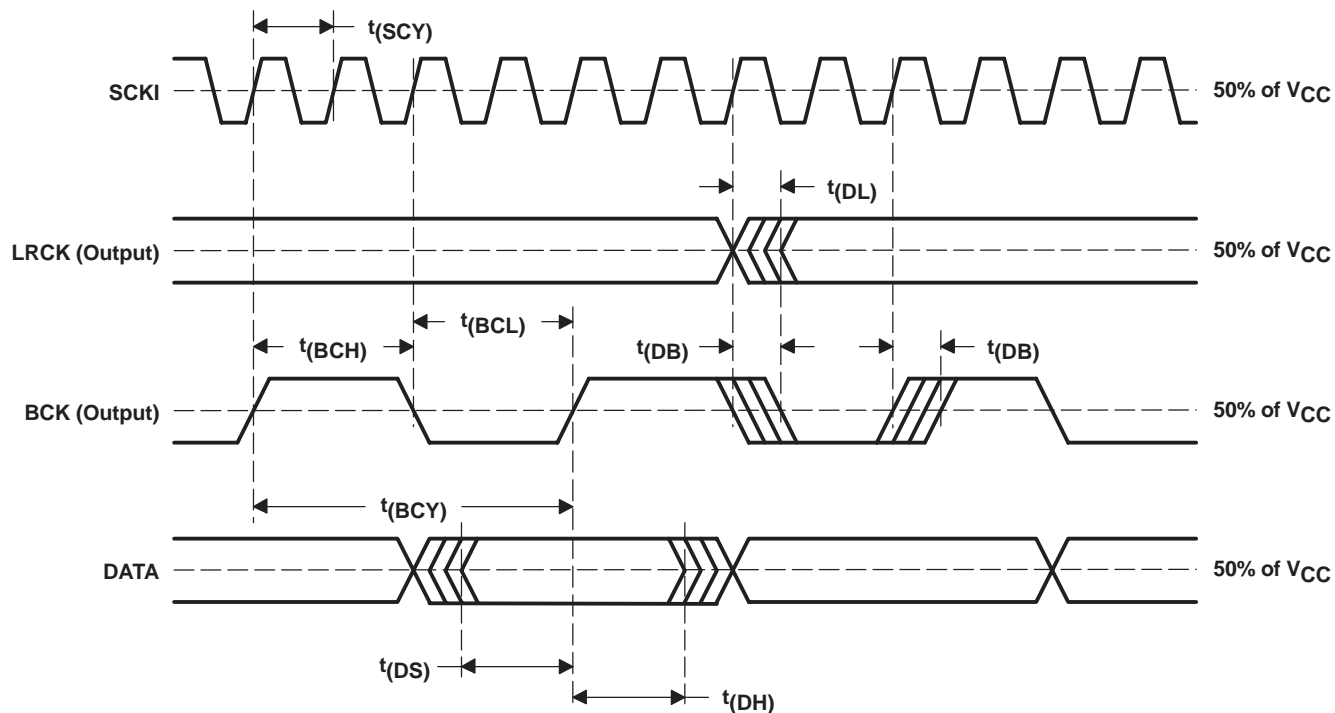 t(SCY)
SCKI
50% of VCC
t(DL)
LRCK (Output)
50% of VCC
t(BCL)
t(BCH)
t(DB)
t(DB)
BCK (Output)
50% of VCC
t(BCY)
DATA
50% of VCC
t(DS)
t(DH)